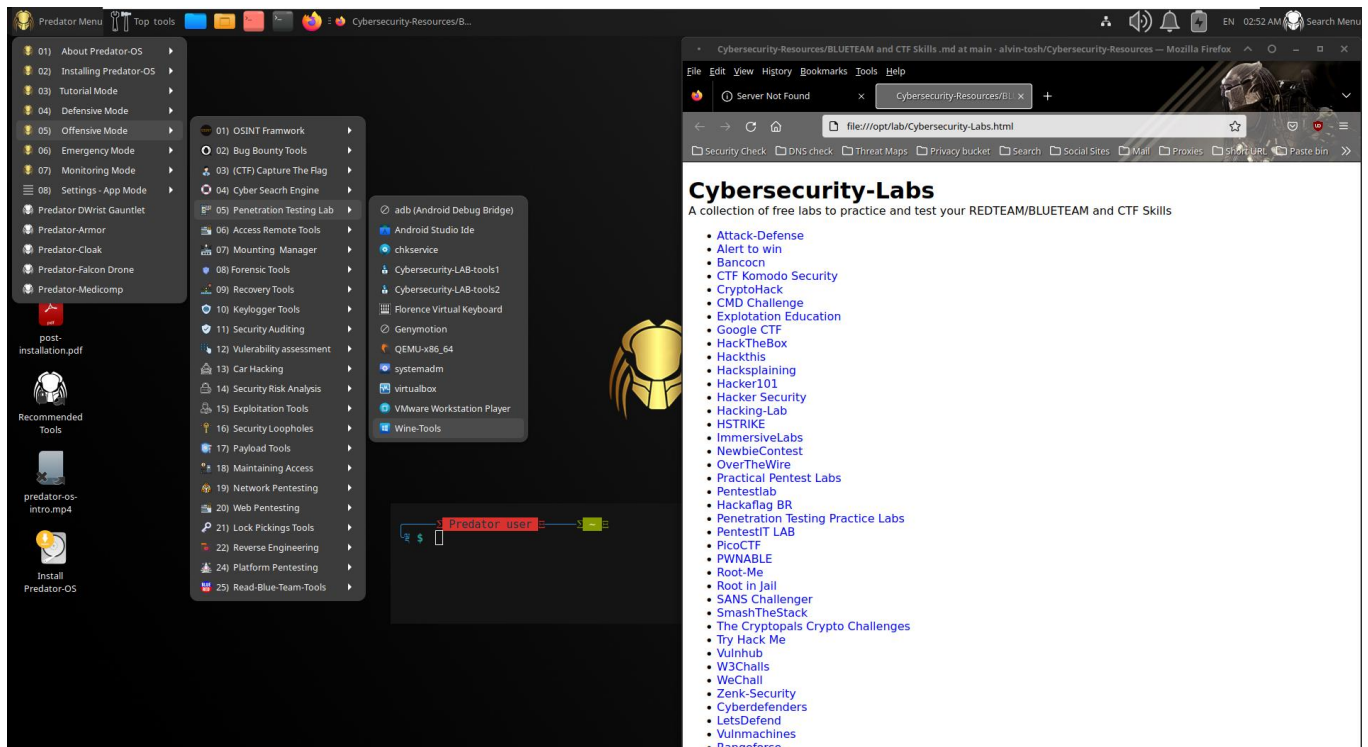 Predator Menu
Top tools
Cybersecurity-Resources/B...
EN 02:52 AM
Search Menu
01) About Predator-OS
02) Installing Predator-OS
03) Tutorial Mode
04) Defensive Mode
05) Offensive Mode
06) Emergency Mode
07) Monitoring Mode
08) Settings - App Mode
Predator DWrist Gauntlet
Predator-Armor
Predator-Cloak
Predator-Falcon Drone
Predator-Medicomp
post-
installation.pdf
Recommended
Tools
predator-os-
intro.mp4
Install
Predator-OS
01) OSINT Framwork
02) Bug Bounty Tools
03) (CTF) Capture The Flag
04) Cyber Seacrh Engine
05) Penetration Testing Lab
06) Access Remote Tools
07) Mounting Manager
08) Forensic Tools
09) Recovery Tools
10) Keylogger Tools
11) Security Auditing
12) Vulerability assessment
13) Car Hacking
14) Security Risk Analysis
15) Exploitation Tools
16) Security Loopholes
17) Payload Tools
18) Maintaining Access
19) Network Pentesting
20) Web Pentesting
21) Lock Pickings Tools
22) Reverse Engineering
24) Platform Pentesting
25) Read-Blue-Team-Tools
adb (Android Debug Bridge)
Android Studio Ide
chkservice
Cybersecurity-LAB-tools1
Cybersecurity-LAB-tools2
Florence Virtual Keyboard
Genymotion
QEMU-x86_64
systemadm
virtualbox
VMware Workstation Player
Wine-Tools
Predator user
~
$
Cybersecurity-Resources/BLUETEAM and CTF Skills .md at main · alvin-tosh/Cybersecurity-Resources — Mozilla Firefox
File Edit View History Bookmarks Tools Help
Server Not Found
Cybersecurity-Resources/BLU
file:///opt/lab/Cybersecurity-Labs.html
Security Check DNS check Threat Maps Privacy bucket Search Social Sites Mail Proxies Short URL Paste bin
Cybersecurity-Labs
A collection of free labs to practice and test your REDTEAM/BLUETEAM and CTF Skills
Attack-Defense
Alert to win
Bancocn
CTF Komodo Security
CryptoHack
CMD Challenge
Explotation Education
Google CTF
HackTheBox
Hackthis
Hacksplaining
Hacker101
Hacker Security
Hacking-Lab
HSTRIKE
ImmersiveLabs
NewbieContest
OverTheWire
Practical Pentest Labs
Pentestlab
Hackaflag BR
Penetration Testing Practice Labs
PentestIT LAB
PicoCTF
PWNABLE
Root-Me
Root in Jail
SANS Challenger
SmashTheStack
The Cryptopals Crypto Challenges
Try Hack Me
Vulnhub
W3Challs
WeChall
Zenk-Security
Cyberdefenders
LetsDefend
Vulnmachines
Rangeforce